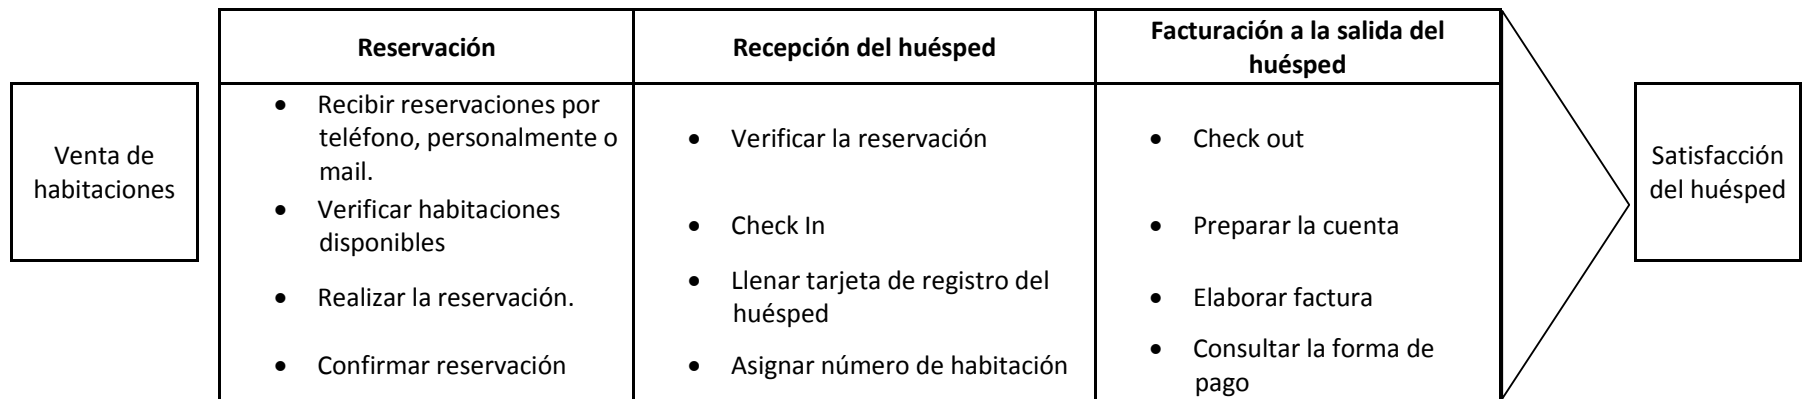 Venta de
habitaciones
Reservación
Recibir reservaciones por
teléfono, personalmente o
mail.
Verificar habitaciones
disponibles
Realizar la reservación.
Confirmar reservación
Recepción del huésped
Verificar la reservación
Check In
Llenar tarjeta de registro del
huésped
Asignar número de habitación
Facturación a la salida del
huésped
Check out
Preparar la cuenta
Elaborar factura
Consultar la forma de
pago
Satisfacción
del huésped